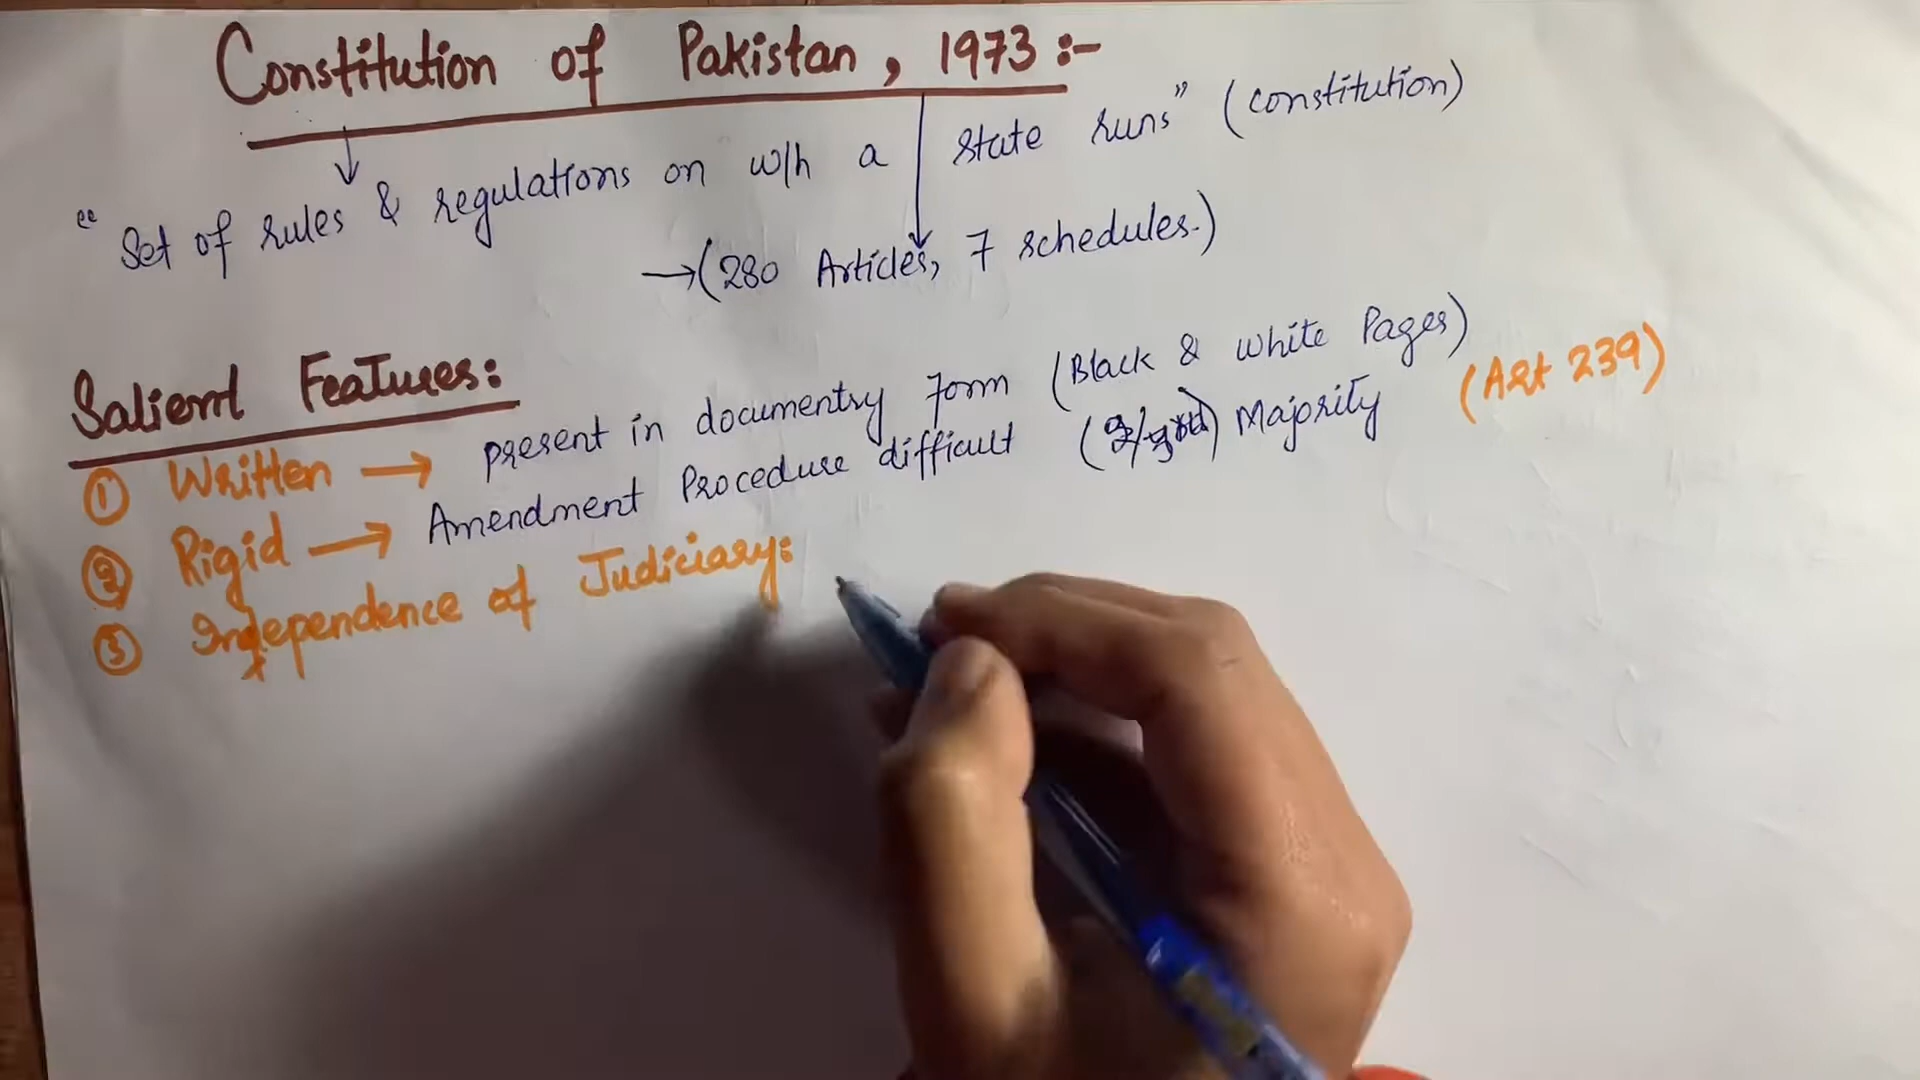 Constitution of Pakistan, 1973 :-
"Set of rules & regulations on w/h a state runs" (constitution)
→(280 Articles, 7 schedules.)
Salient Features:
① Written → present in documentry form (Black & white Pages)
② Rigid → Amendment Procedure difficult (2/3rd) Majority (Art 239)
③ Independence of Judiciary: